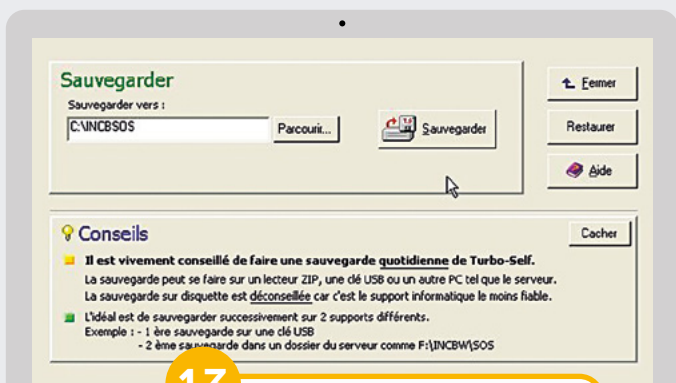 Sauvegarder
Sauvegarder vers :
C:\INCBSOS
Parcourir...
Sauvegarder
Fermer
Restaurer
Aide
Conseils
Cacher
Il est vivement conseillé de faire une sauvegarde quotidienne de Turbo-Self.
La sauvegarde peut se faire sur un lecteur ZIP, une clé USB ou un autre PC tel que le serveur.
La sauvegarde sur disquette est déconseillée car c'est le support informatique le moins fiable.
L'idéal est de sauvegarder successivement sur 2 supports différents.
Exemple : - 1 ère sauvegarde sur une clé USB
- 2 ème sauvegarde dans un dossier du serveur comme F:\INCBW\SOS
13